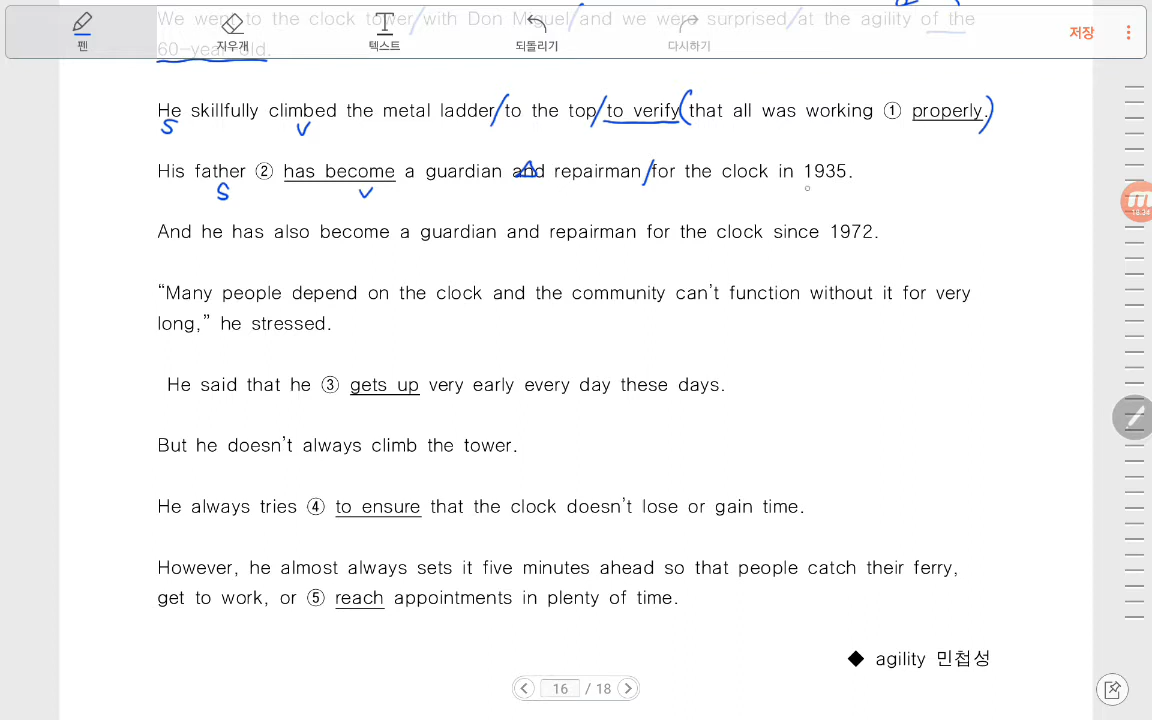 We went to the clock tower with Don Miguel and we were surprised at the agility of the
60-year-old.
펜 지우개 텍스트 되돌리기 다시하기 저장
He skillfully climbed the metal ladder to the top to verify that all was working ① properly.
S V
His father ② has become a guardian and repairman for the clock in 1935.
S V
And he has also become a guardian and repairman for the clock since 1972.
“Many people depend on the clock and the community can't function without it for very
long,” he stressed.
He said that he ③ gets up very early every day these days.
But he doesn't always climb the tower.
He always tries ④ to ensure that the clock doesn't lose or gain time.
However, he almost always sets it five minutes ahead so that people catch their ferry,
get to work, or ⑤ reach appointments in plenty of time.
◆ agility 민첩성
16 / 18